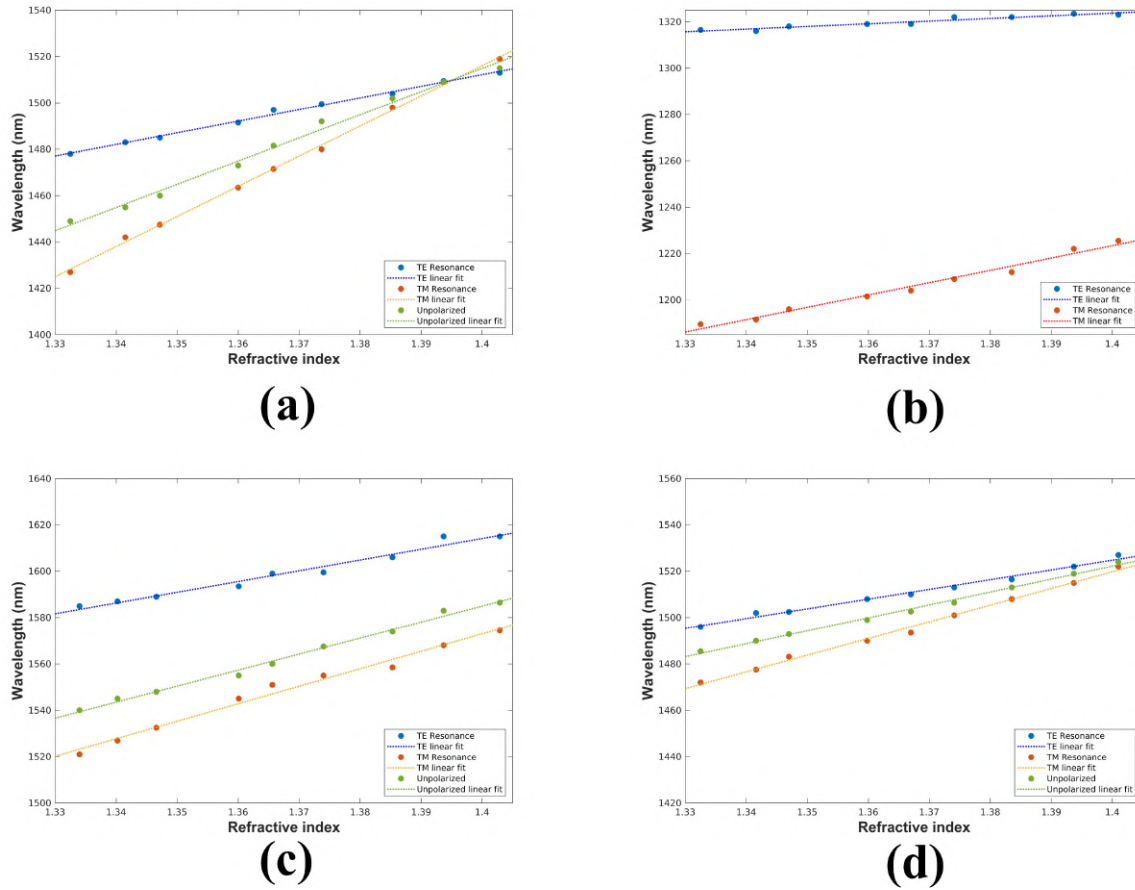 1540
1520
1500
1480
1460
1440
1420
1400
Wavelength (nm)
TE Resonance
TE linear fit
TM Resonance
TM linear fit
Unpolarized
Unpolarized linear fit
1.33 1.34 1.35 1.36 1.37 1.38 1.39 1.4
Refractive index
(a)
1320
1300
1280
1260
1240
1220
1200
Wavelength (nm)
TE Resonance
TE linear fit
TM Resonance
TM linear fit
1.33 1.34 1.35 1.36 1.37 1.38 1.39 1.4
Refractive index
(b)
1640
1620
1600
1580
1560
1540
1520
1500
Wavelength (nm)
TE Resonance
TE linear fit
TM Resonance
TM linear fit
Unpolarized
Unpolarized linear fit
1.33 1.34 1.35 1.36 1.37 1.38 1.39 1.4
Refractive index
(c)
1560
1540
1520
1500
1480
1460
1440
1420
Wavelength (nm)
TE Resonance
TE linear fit
TM Resonance
TM linear fit
Unpolarized
Unpolarized linear fit
1.33 1.34 1.35 1.36 1.37 1.38 1.39 1.4
Refractive index
(d)